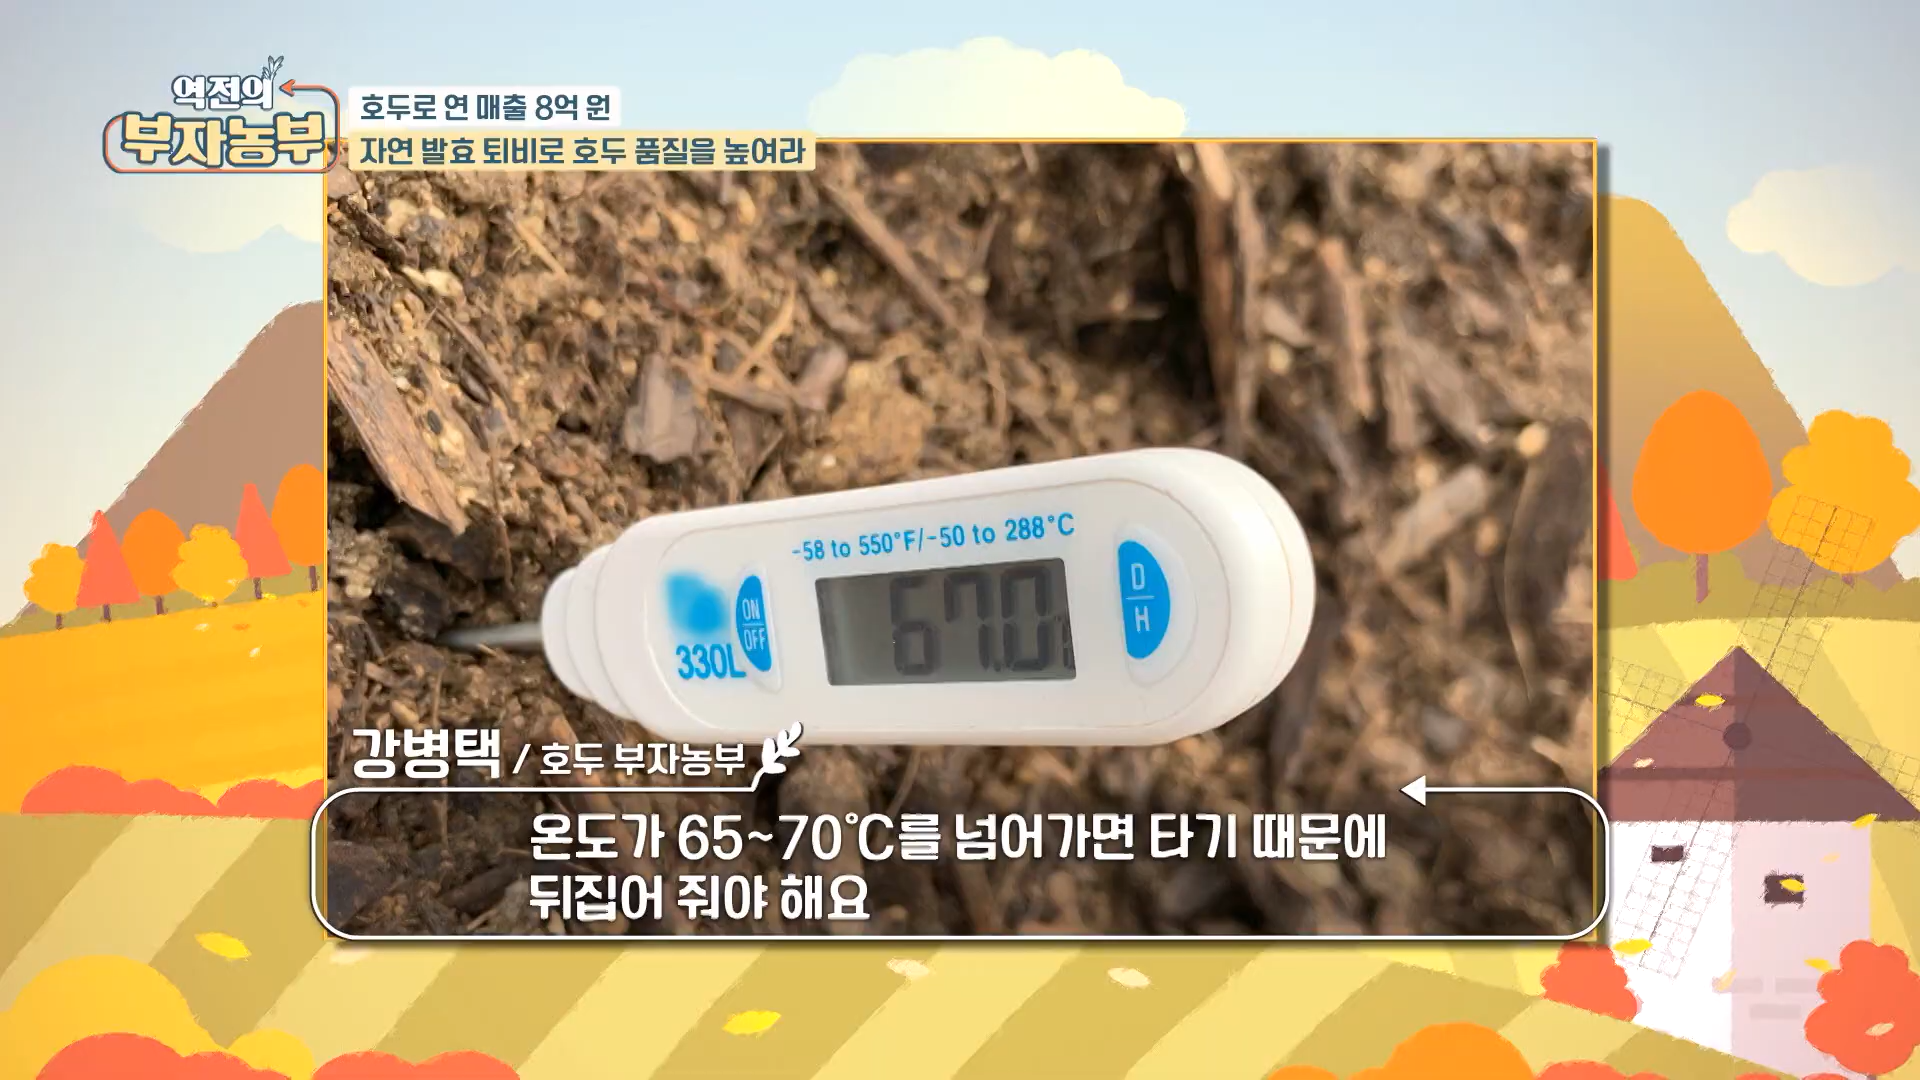 역전의
부자농부
호두로 연 매출 8억 원
자연 발효 퇴비로 호두 품질을 높여라
-58 to 550°F/-50 to 288°C
ON
OFF
330L
67.0
D
H
강병택 / 호두 부자농부
온도가 65~70℃를 넘어가면 타기 때문에
뒤집어 줘야 해요